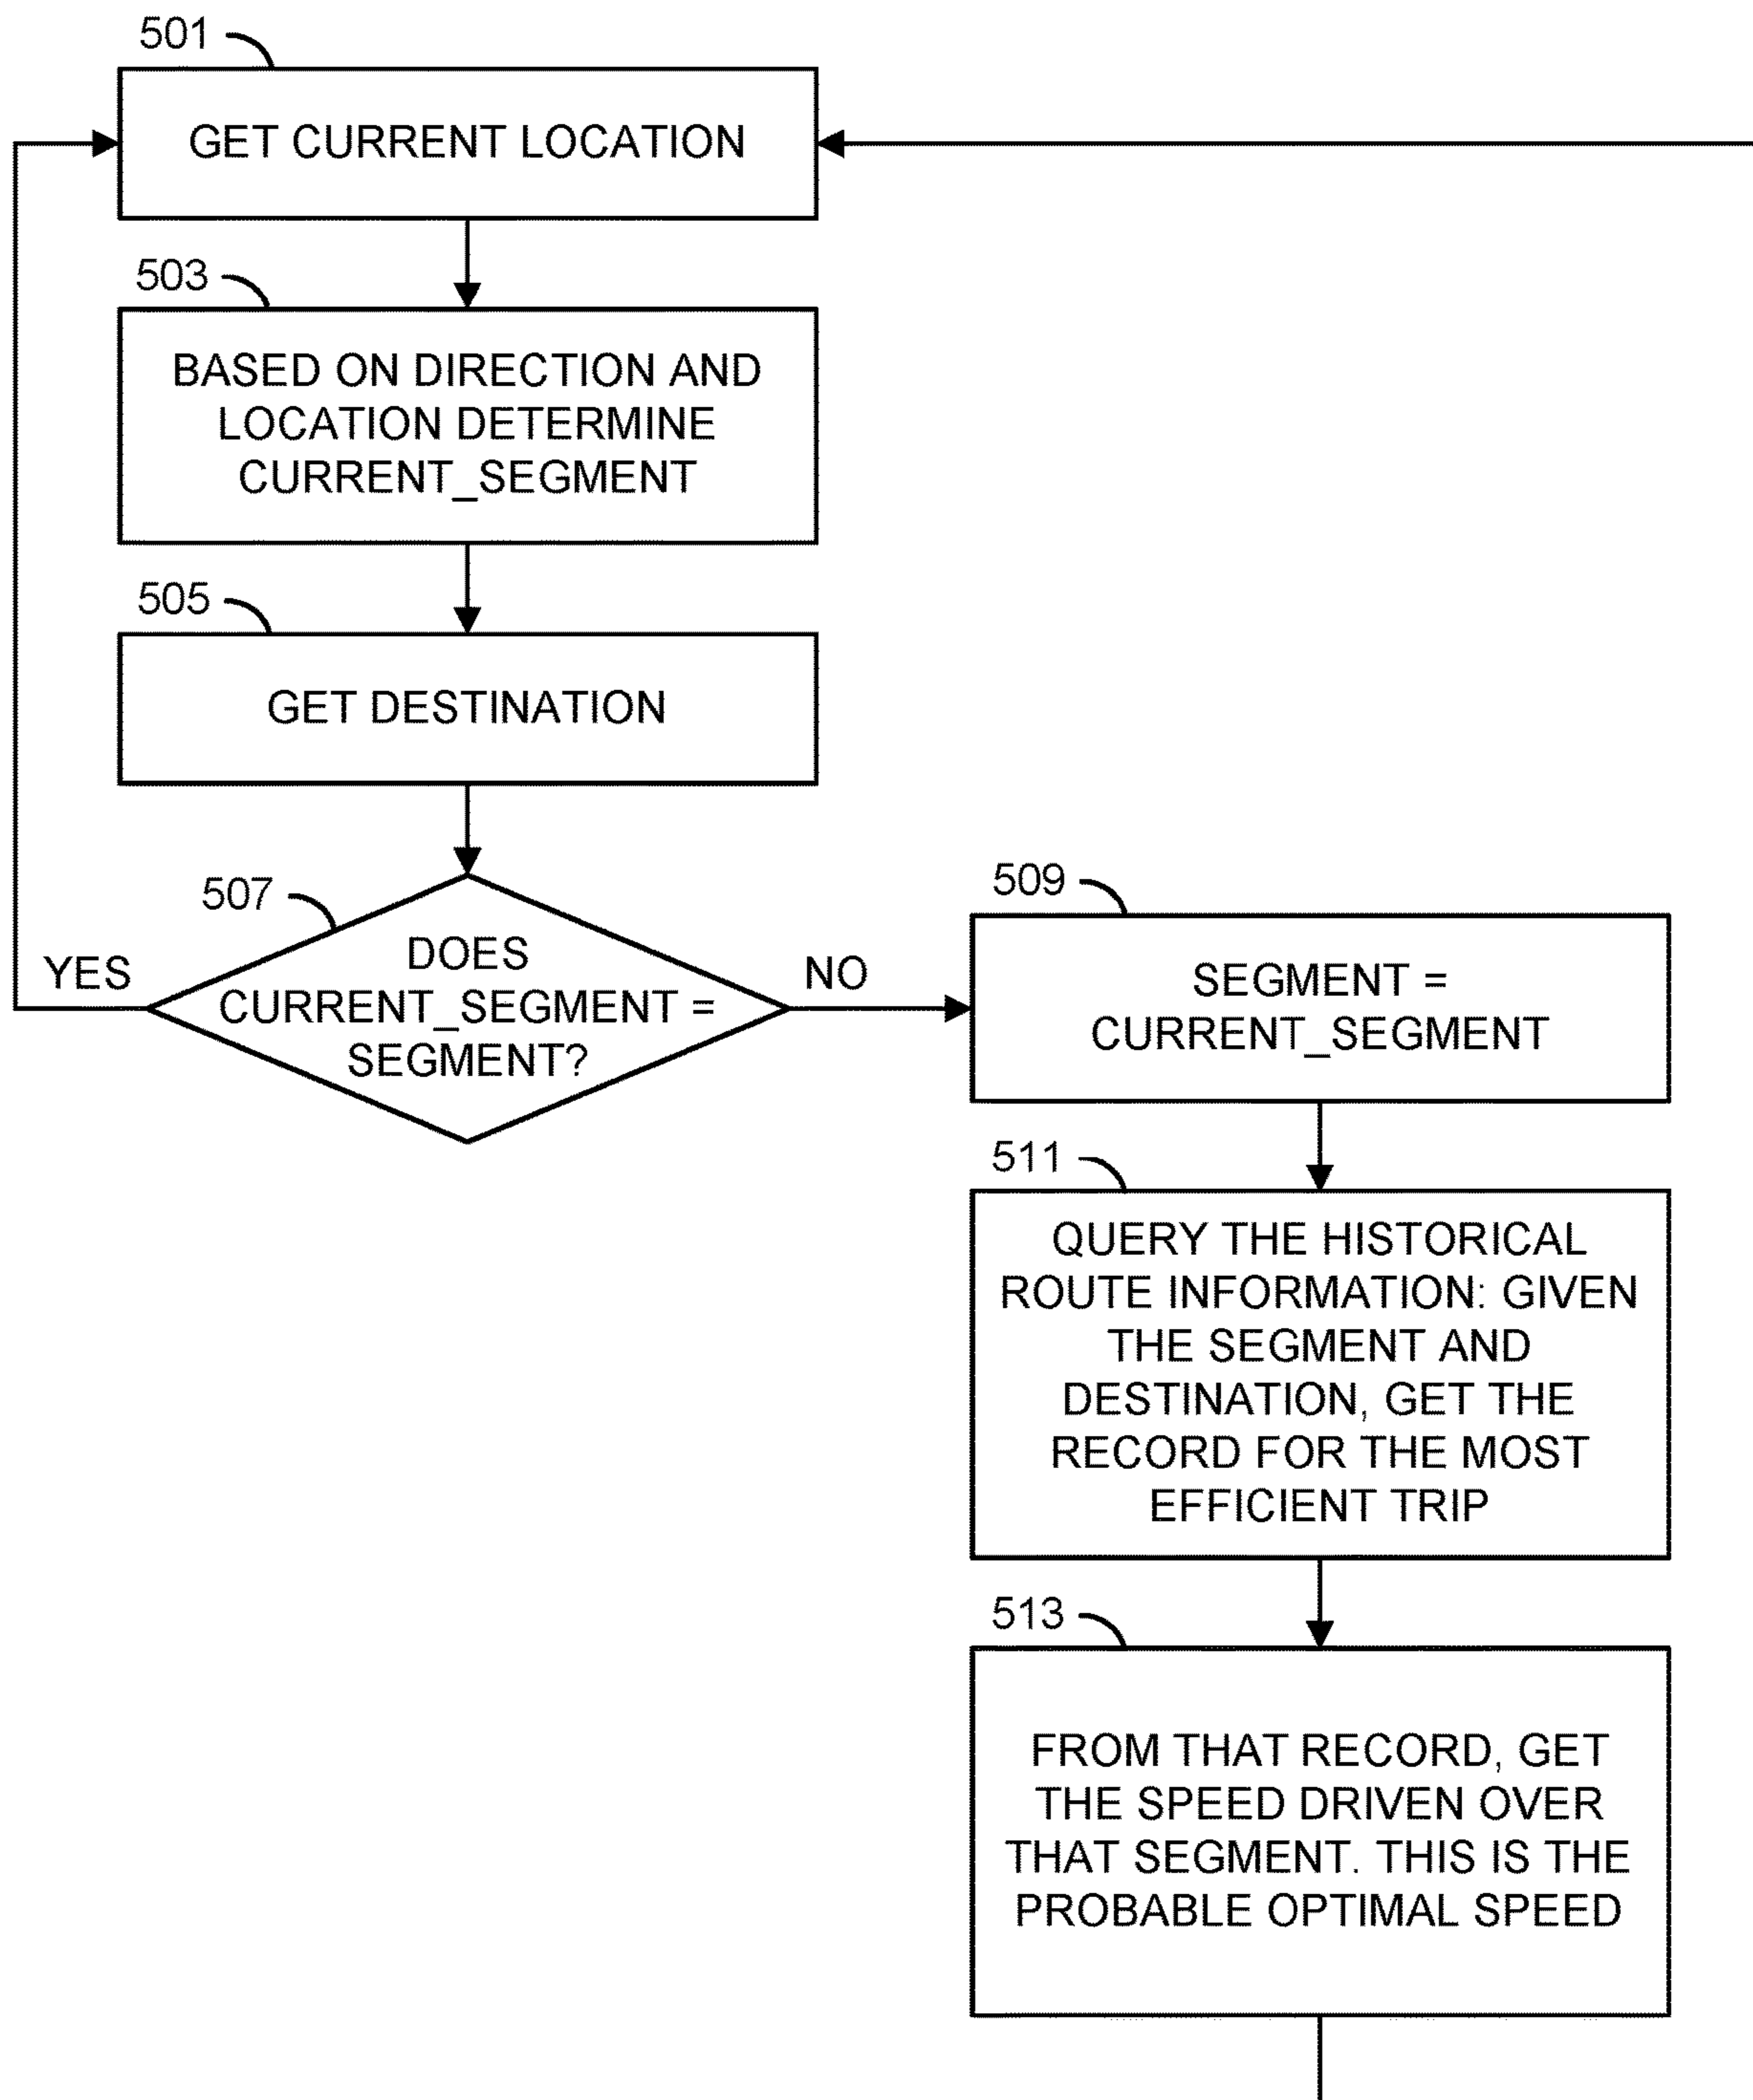 501
GET CURRENT LOCATION
503
BASED ON DIRECTION AND
LOCATION DETERMINE
CURRENT_SEGMENT
505
GET DESTINATION
507
DOES
CURRENT_SEGMENT =
SEGMENT?
YES
NO
509
SEGMENT =
CURRENT_SEGMENT
511
QUERY THE HISTORICAL
ROUTE INFORMATION: GIVEN
THE SEGMENT AND
DESTINATION, GET THE
RECORD FOR THE MOST
EFFICIENT TRIP
513
FROM THAT RECORD, GET
THE SPEED DRIVEN OVER
THAT SEGMENT. THIS IS THE
PROBABLE OPTIMAL SPEED